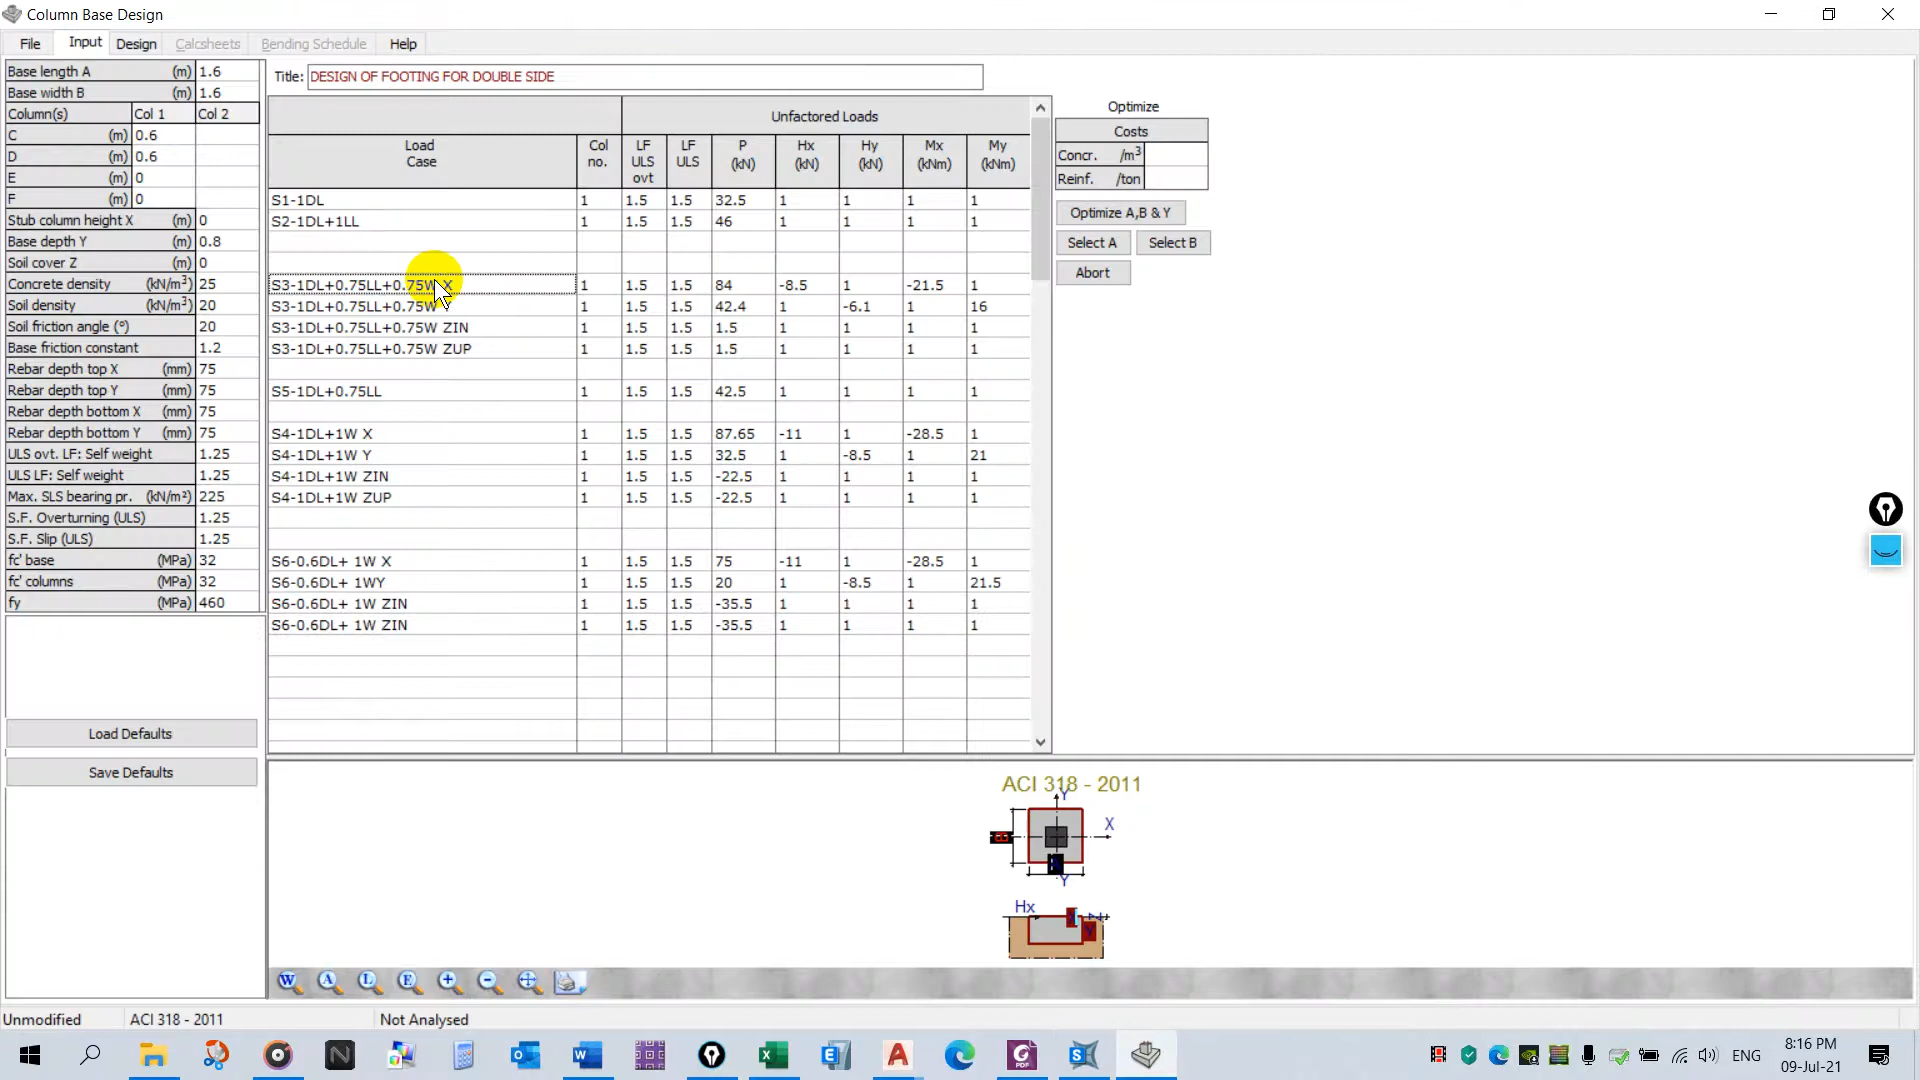 Column Base Design
File Input Design Calcsheets Bending Schedule Help
Base length A (m) 1.6
Base width B (m) 1.6
Column(s) Col 1 Col 2
C (m) 0.6
D (m) 0.6
E (m) 0
F (m) 0
Stub column height X (m) 0
Base depth Y (m) 0.8
Soil cover Z (m) 0
Concrete density (kN/m³) 25
Soil density (kN/m³) 20
Soil friction angle (°) 20
Base friction constant 1.2
Rebar depth top X (mm) 75
Rebar depth top Y (mm) 75
Rebar depth bottom X (mm) 75
Rebar depth bottom Y (mm) 75
ULS ovt. LF: Self weight 1.25
ULS LF: Self weight 1.25
Max. SLS bearing pr. (kN/m²) 225
S.F. Overturning (ULS) 1.25
S.F. Slip (ULS) 1.25
fc' base (MPa) 32
fc' columns (MPa) 32
fy (MPa) 460
Load Defaults
Save Defaults
Title: DESIGN OF FOOTING FOR DOUBLE SIDE
Unfactored Loads
Load Case Col no. LF ULS ovt LF ULS P (kN) Hx (kN) Hy (kN) Mx (kNm) My (kNm)
S1-1DL 1 1.5 1.5 32.5 1 1 1 1
S2-1DL+1LL 1 1.5 1.5 46 1 1 1 1
S3-1DL+0.75LL+0.75W X 1 1.5 1.5 84 -8.5 1 -21.5 1
S3-1DL+0.75LL+0.75W 1 1.5 1.5 42.4 1 -6.1 1 16
S3-1DL+0.75LL+0.75W ZIN 1 1.5 1.5 1.5 1 1 1 1
S3-1DL+0.75LL+0.75W ZUP 1 1.5 1.5 1.5 1 1 1 1
S5-1DL+0.75LL 1 1.5 1.5 42.5 1 1 1 1
S4-1DL+1W X 1 1.5 1.5 87.65 -11 1 -28.5 1
S4-1DL+1W Y 1 1.5 1.5 32.5 1 -8.5 1 21
S4-1DL+1W ZIN 1 1.5 1.5 -22.5 1 1 1 1
S4-1DL+1W ZUP 1 1.5 1.5 -22.5 1 1 1 1
S6-0.6DL+ 1W X 1 1.5 1.5 75 -11 1 -28.5 1
S6-0.6DL+ 1WY 1 1.5 1.5 20 1 -8.5 1 21.5
S6-0.6DL+ 1W ZIN 1 1.5 1.5 -35.5 1 1 1 1
S6-0.6DL+ 1W ZIN 1 1.5 1.5 -35.5 1 1 1 1
Optimize
Costs
Concr. /m³
Reinf. /ton
Optimize A,B & Y
Select A Select B
Abort
ACI 318 - 2011
Y
X
B
Y
Hx
W A L E
Unmodified ACI 318 - 2011 Not Analysed
ENG
8:16 PM
09-Jul-21